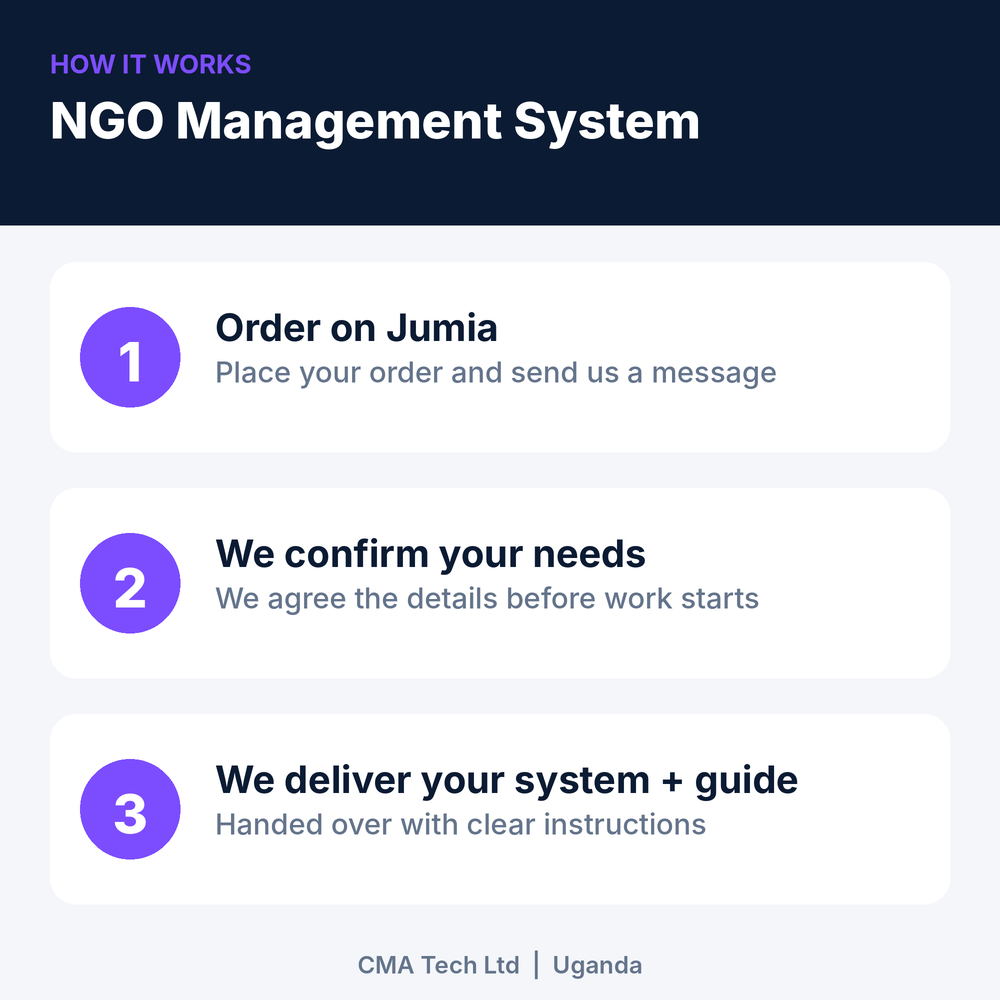 HOW IT WORKS
NGO Management System
1
Order on Jumia
Place your order and send us a message
2
We confirm your needs
We agree the details before work starts
3
We deliver your system + guide
Handed over with clear instructions
CMA Tech Ltd | Uganda